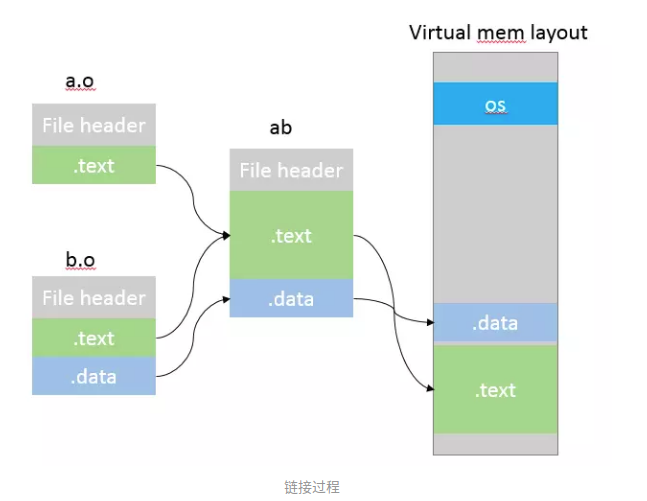 Virtual mem layout
a.o
File header
.text
b.o
File header
.text
.data
ab
File header
.text
.data
os
.data
.text
链接过程